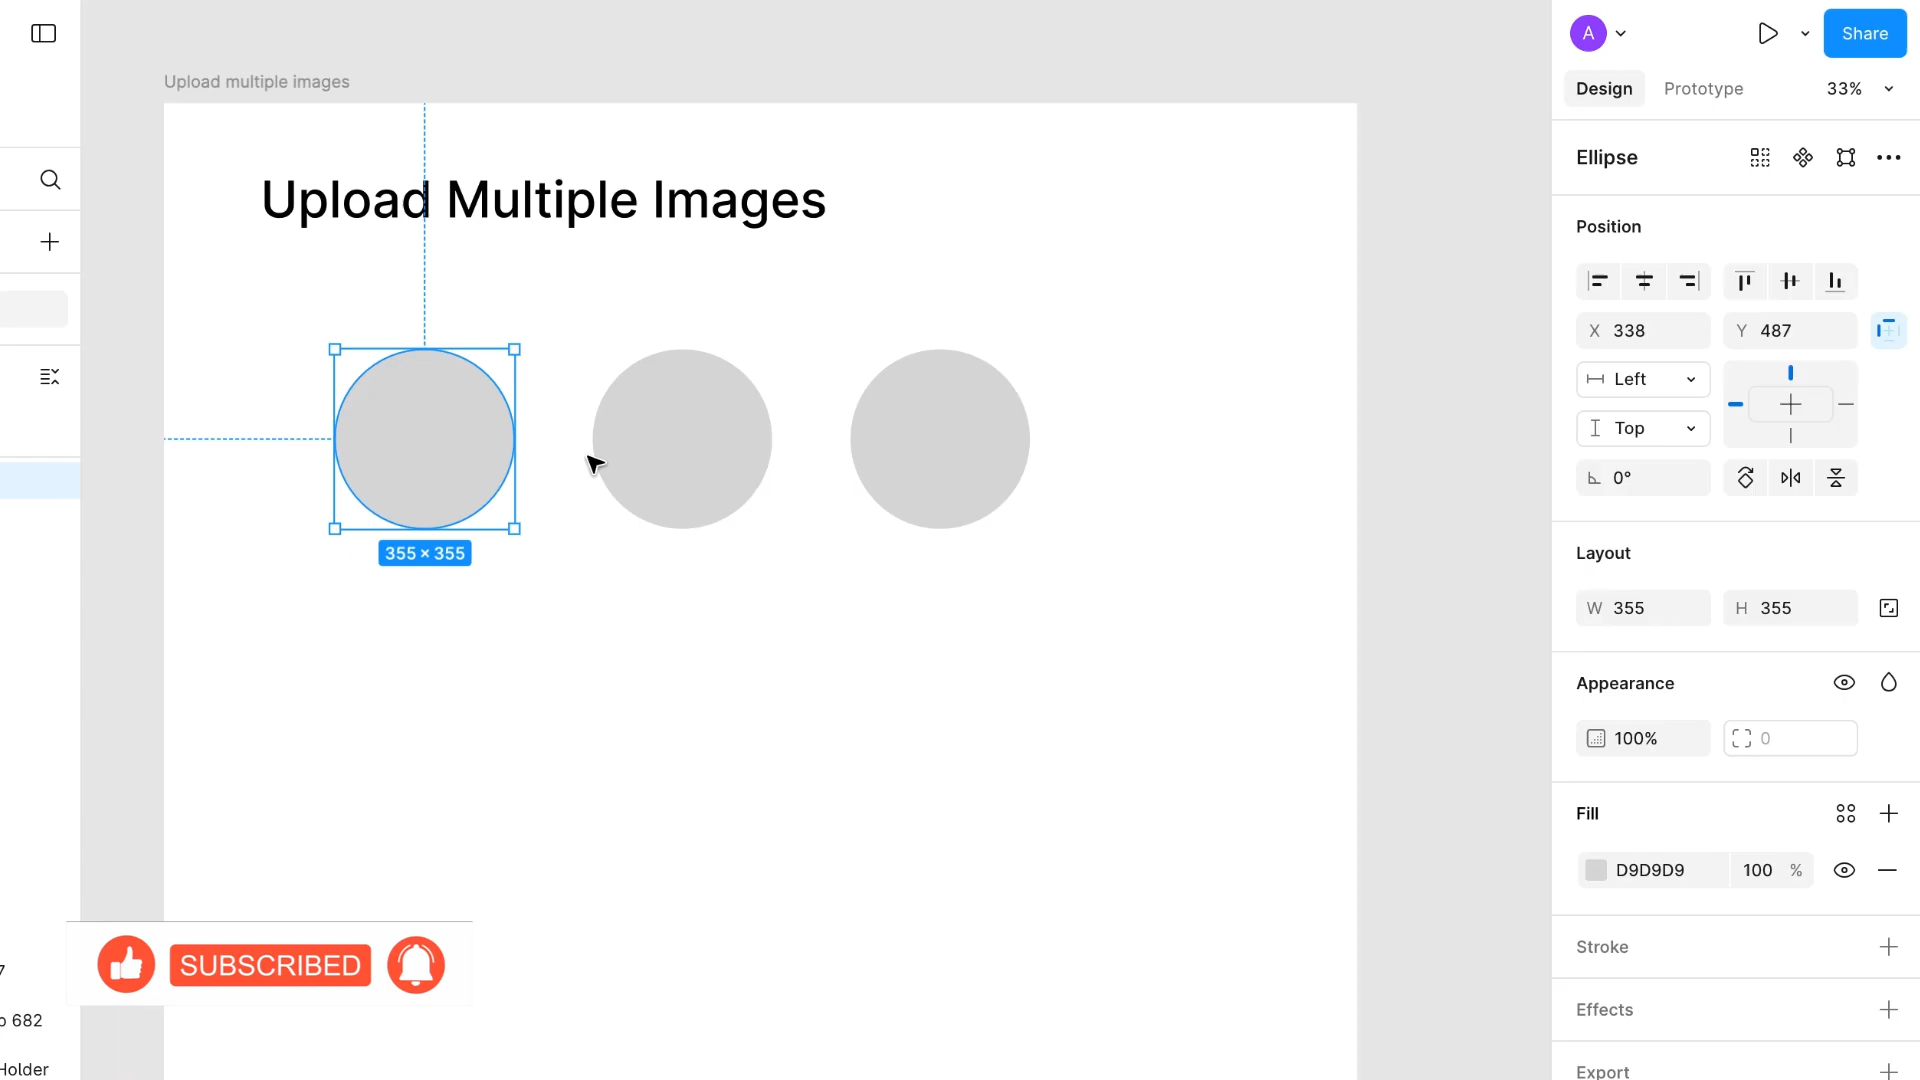 A
Share
Design Prototype 33%
Upload multiple images
Upload Multiple Images
355 × 355
Ellipse
Position
X 338 Y 487
Left
Top
0°
Layout
W 355 H 355
Appearance
100% 0
Fill
D9D9D9 100 %
Stroke
Effects
Export
SUBSCRIBED
7
o 682
Holder